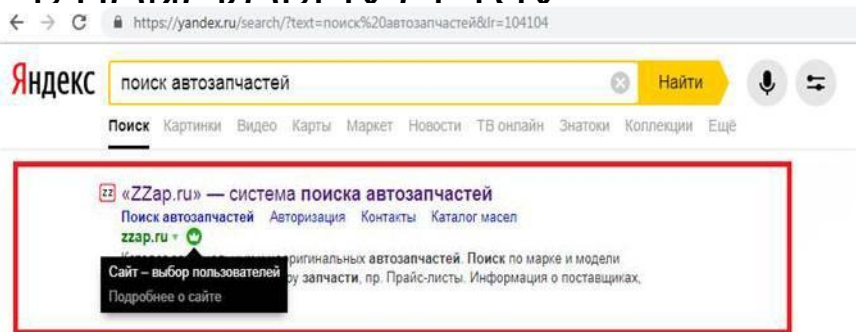 https://yandex.ru/search/?text=поиск%20автозапчастей&lr=104104
Яндекс
поиск автозапчастей
Найти
Поиск Картинки Видео Карты Маркет Новости ТВ онлайн Знатоки Коллекции Ещё
ZZ «ZZap.ru» — система поиска автозапчастей
Поиск автозапчастей Авторизация Контакты Каталог масел
zzap.ru
оригинальных автозапчастей. Поиск по марке и модели
Сайт – выбор пользователей
ру запчасти, пр. Прайс-листы. Информация о поставщиках,
Подробнее о сайте